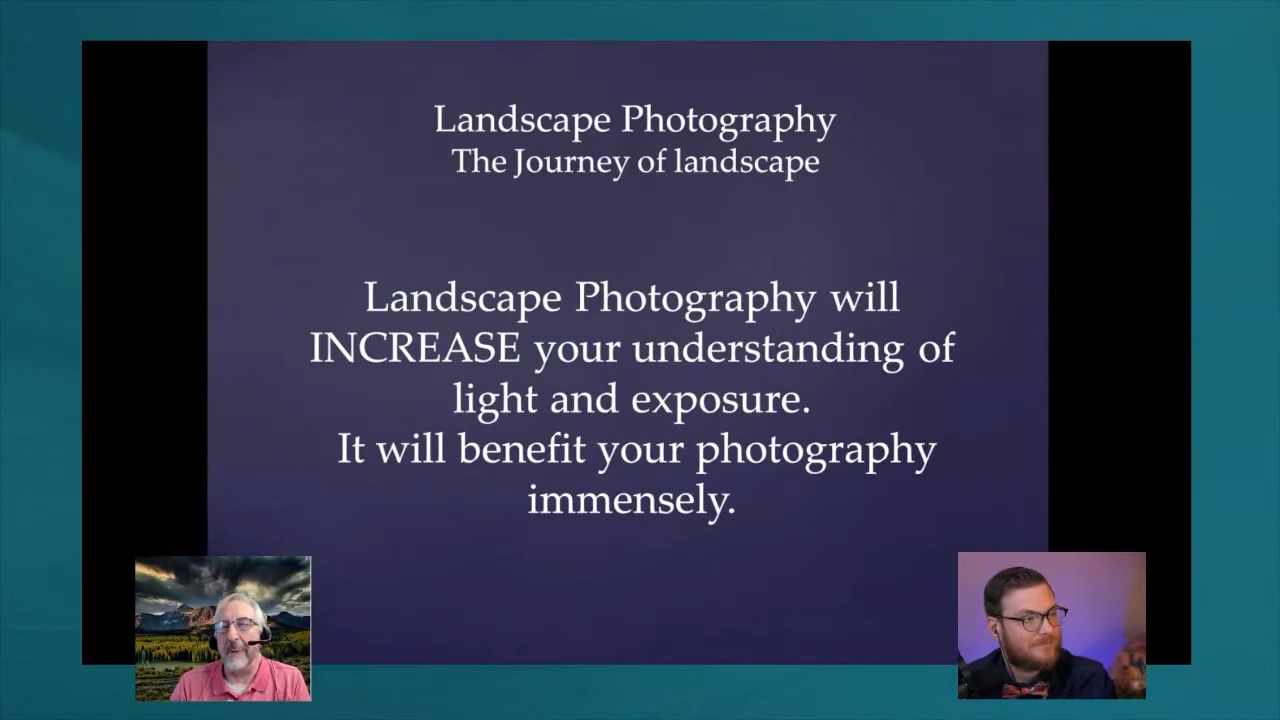 Landscape Photography
The Journey of landscape
Landscape Photography will
INCREASE your understanding of
light and exposure.
It will benefit your photography
immensely.